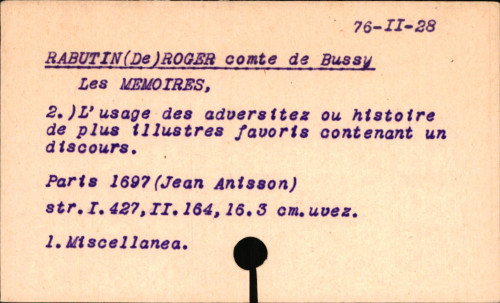 76-II-28
RABUTIN(De)ROGER comte de Bussy
Les MEMOIRES,
2.)L'usage des adversitez ou histoire
de plus illustres favoris contenant un
discours.
Paris 1697(Jean Anisson)
str.I.427,II.164,16.3 cm.uvez.
1.Miscellanea.